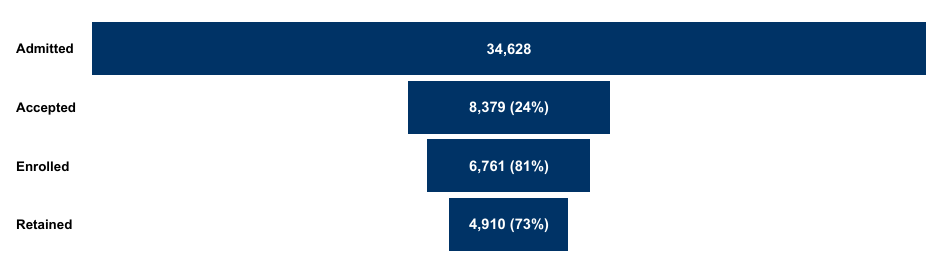 Admitted 34,628
Accepted 8,379 (24%)
Enrolled 6,761 (81%)
Retained 4,910 (73%)